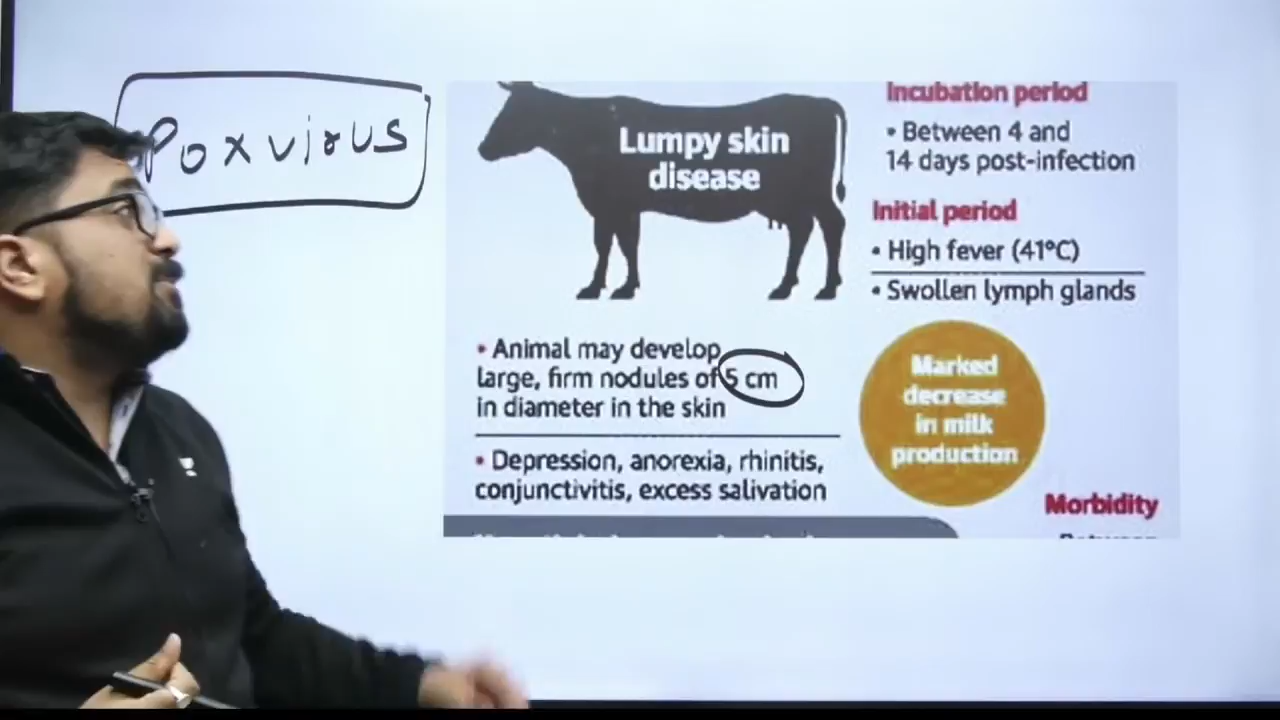 Poxvirus
Lumpy skin
disease
Incubation period
• Between 4 and
14 days post-infection
Initial period
• High fever (41°C)
• Swollen lymph glands
• Animal may develop
large, firm nodules of 5 cm
in diameter in the skin
• Depression, anorexia, rhinitis,
conjunctivitis, excess salivation
Marked
decrease
in milk
production
Morbidity